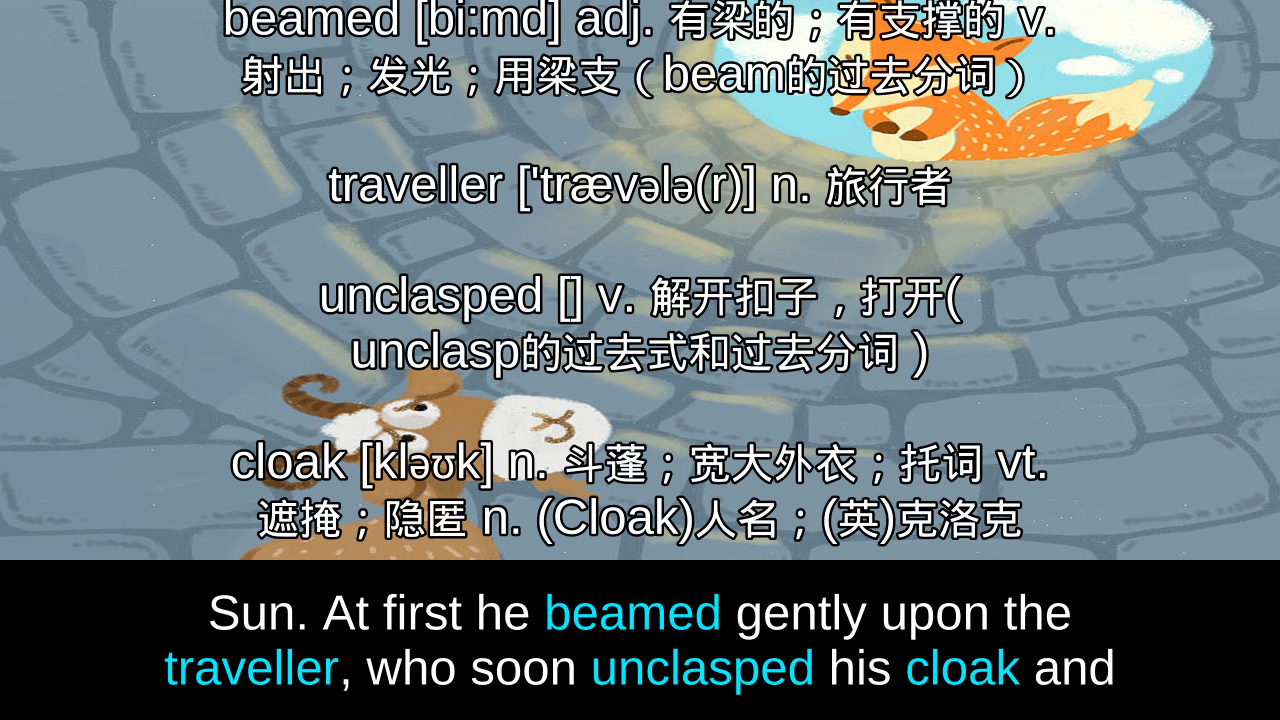 beamed [bi:md] adj. 有梁的；有支撑的 v.
射出；发光；用梁支（beam的过去分词）
traveller ['trævələ(r)] n. 旅行者
unclasped [] v. 解开扣子，打开(
unclasp的过去式和过去分词 )
cloak [kləʊk] n. 斗蓬；宽大外衣；托词 vt.
遮掩；隐匿 n. (Cloak)人名；(英)克洛克
Sun. At first he beamed gently upon the
traveller, who soon unclasped his cloak and